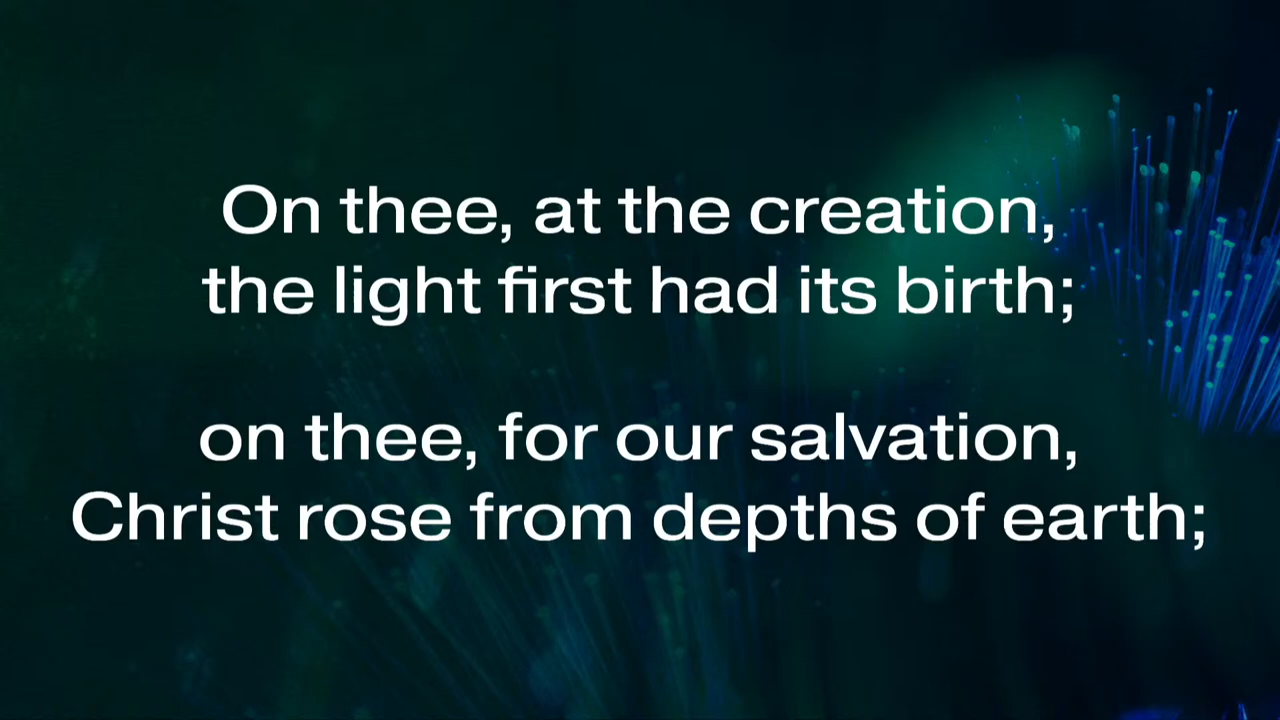 On thee, at the creation,
the light first had its birth;
on thee, for our salvation,
Christ rose from depths of earth;